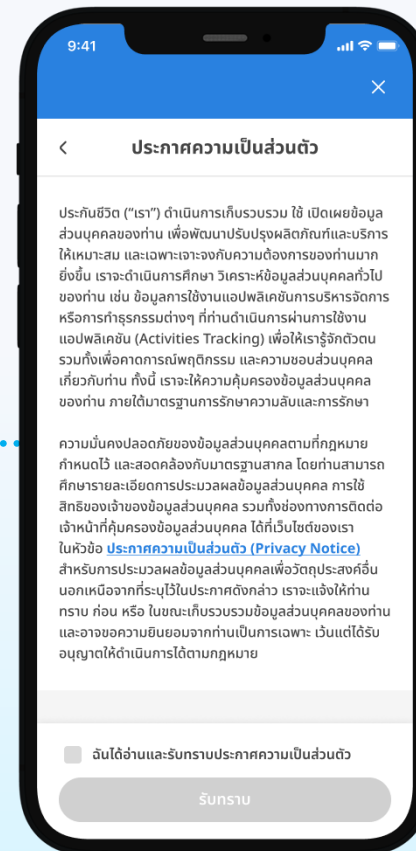 9:41
ประกาศความเป็นส่วนตัว
ประกันชีวิต (“เรา”) ดำเนินการเก็บรวบรวม ใช้ เปิดเผยข้อมูล
ส่วนบุคคลของท่าน เพื่อพัฒนาปรับปรุงผลิตภัณฑ์และบริการ
ให้เหมาะสม และเฉพาะเจาะจงกับความต้องการของท่านมาก
ยิ่งขึ้น เราจะดำเนินการศึกษา วิเคราะห์ข้อมูลส่วนบุคคลทั่วไป
ของท่าน เช่น ข้อมูลการใช้งานแอปพลิเคชันการบริหารจัดการ
หรือการทำธุรกรรมต่างๆ ที่ท่านดำเนินการผ่านการใช้งาน
แอปพลิเคชัน (Activities Tracking) เพื่อให้เรารู้จักตัวตน
รวมทั้งเพื่อคาดการณ์พฤติกรรม และความชอบส่วนบุคคล
เกี่ยวกับท่าน ทั้งนี้ เราจะให้ความคุ้มครองข้อมูลส่วนบุคคล
ของท่าน ภายใต้มาตรฐานการรักษาความลับและการรักษา
ความมั่นคงปลอดภัยของข้อมูลส่วนบุคคลตามที่กฎหมาย
กำหนดไว้ และสอดคล้องกับมาตรฐานสากล โดยท่านสามารถ
ศึกษารายละเอียดการประมวลผลข้อมูลส่วนบุคคล การใช้
สิทธิของเจ้าของข้อมูลส่วนบุคคล รวมทั้งช่องทางการติดต่อ
เจ้าหน้าที่คุ้มครองข้อมูลส่วนบุคคล ได้ที่เว็บไซต์ของเรา
ในหัวข้อ ประกาศความเป็นส่วนตัว (Privacy Notice)
สำหรับการประมวลผลข้อมูลส่วนบุคคลเพื่อวัตถุประสงค์อื่น
นอกเหนือจากที่ระบุไว้ในประกาศดังกล่าว เราจะแจ้งให้ท่าน
ทราบ ก่อน หรือ ในขณะเก็บรวบรวมข้อมูลส่วนบุคคลของท่าน
และอาจขอความยินยอมจากท่านเป็นการเฉพาะ เว้นแต่ได้รับ
อนุญาตให้ดำเนินการได้ตามกฎหมาย
ฉันได้อ่านและรับทราบประกาศความเป็นส่วนตัว
รับทราบ